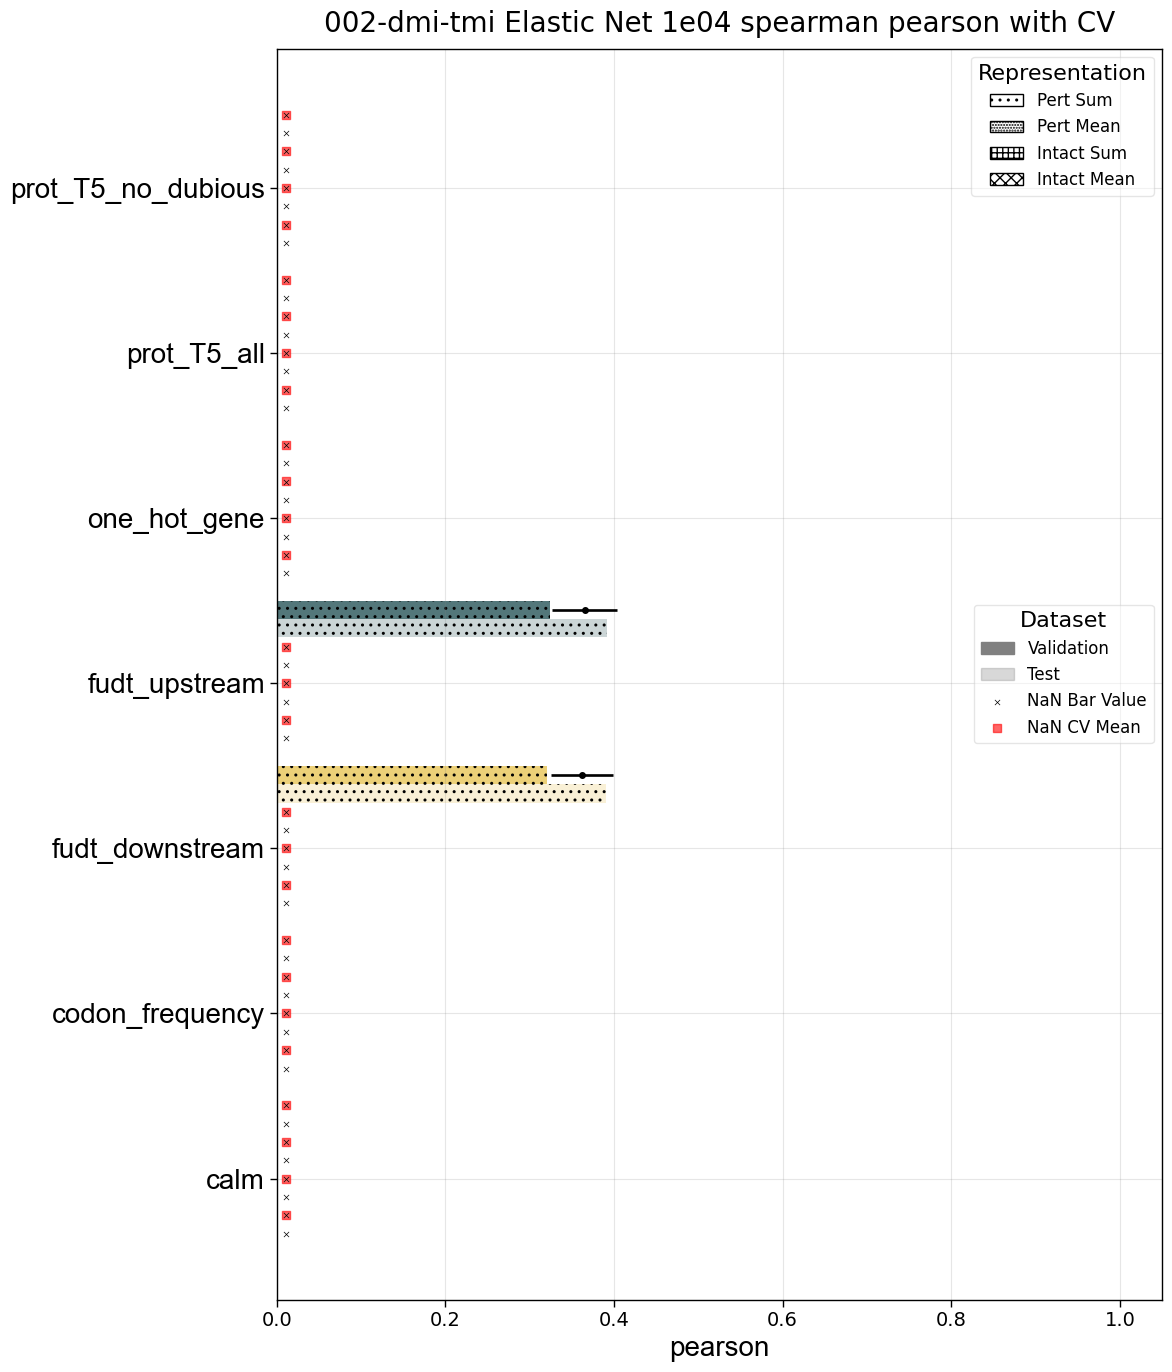 002-dmi-tmi Elastic Net 1e04 spearman pearson with CV
Representation
Pert Sum
Pert Mean
Intact Sum
Intact Mean
prot_T5_no_dubious
prot_T5_all
one_hot_gene
fudt_upstream
fudt_downstream
codon_frequency
calm
Dataset
Validation
Test
NaN Bar Value
NaN CV Mean
0.0 0.2 0.4 0.6 0.8 1.0
pearson